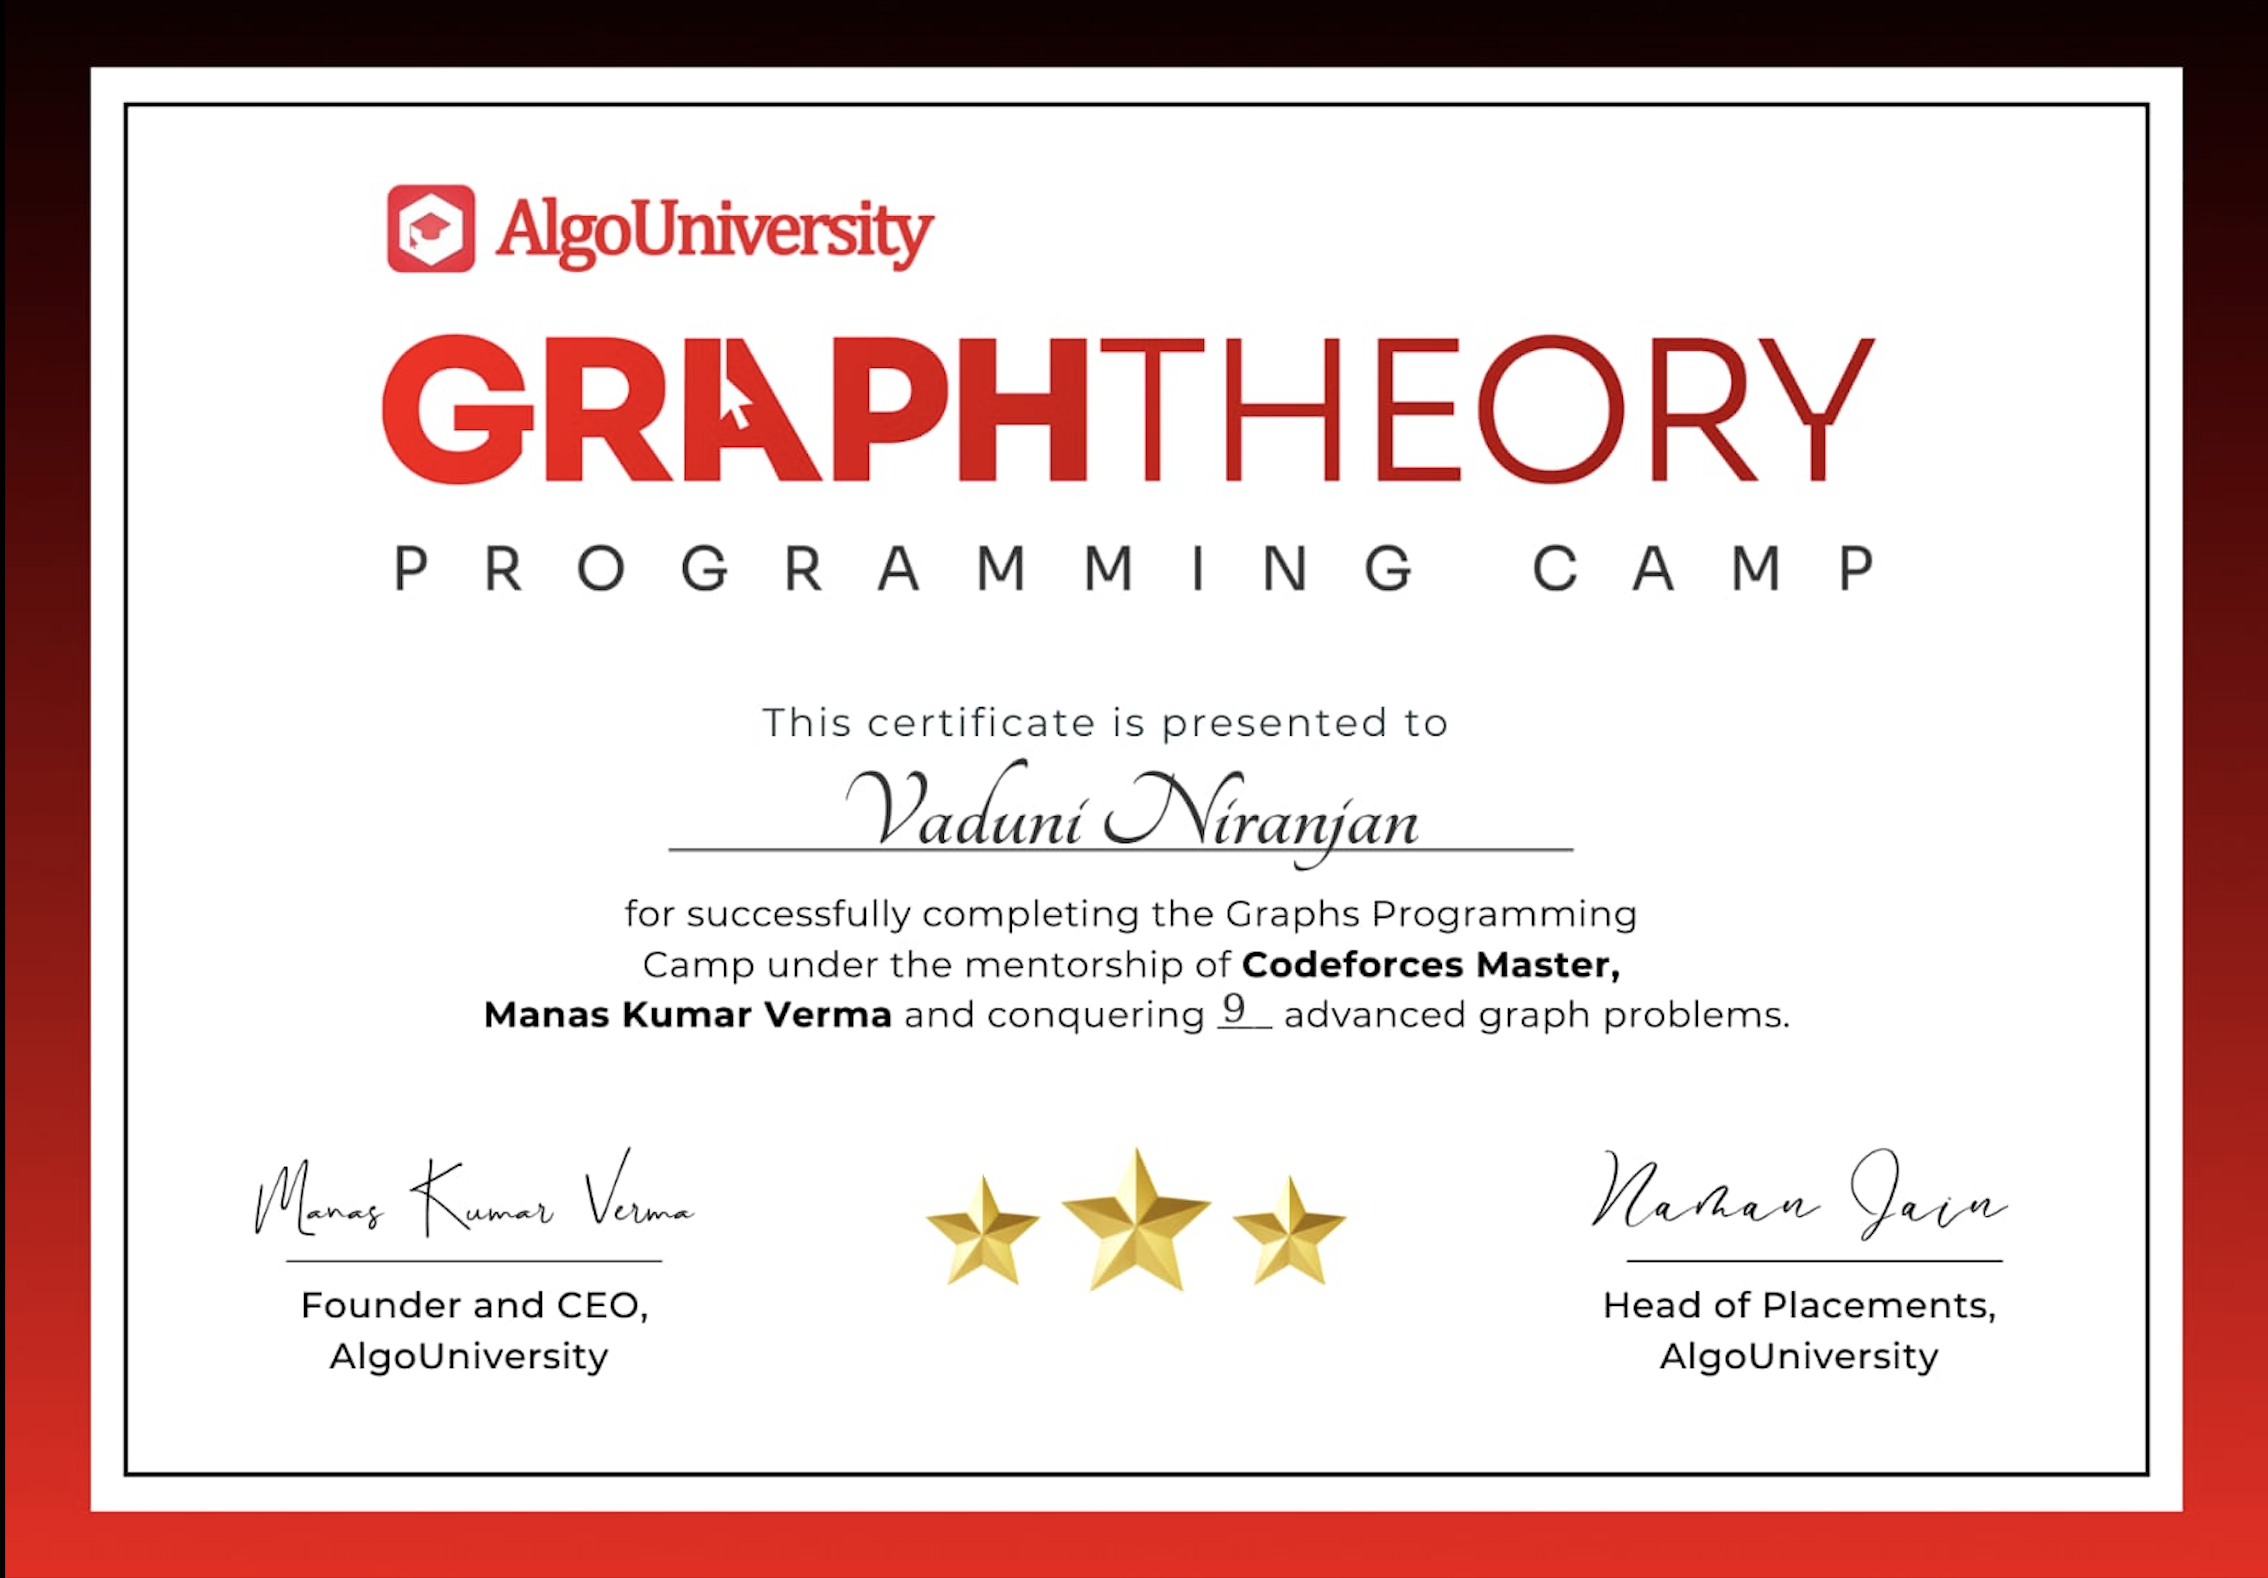 AlgoUniversity
GRAPHTHEORY
PROGRAMMING CAMP
This certificate is presented to
Vaduni Niranjan
for successfully completing the Graphs Programming
Camp under the mentorship of Codeforces Master,
Manas Kumar Verma and conquering 9 advanced graph problems.
Manas Kumar Verma
Founder and CEO,
AlgoUniversity
Naman Jain
Head of Placements,
AlgoUniversity